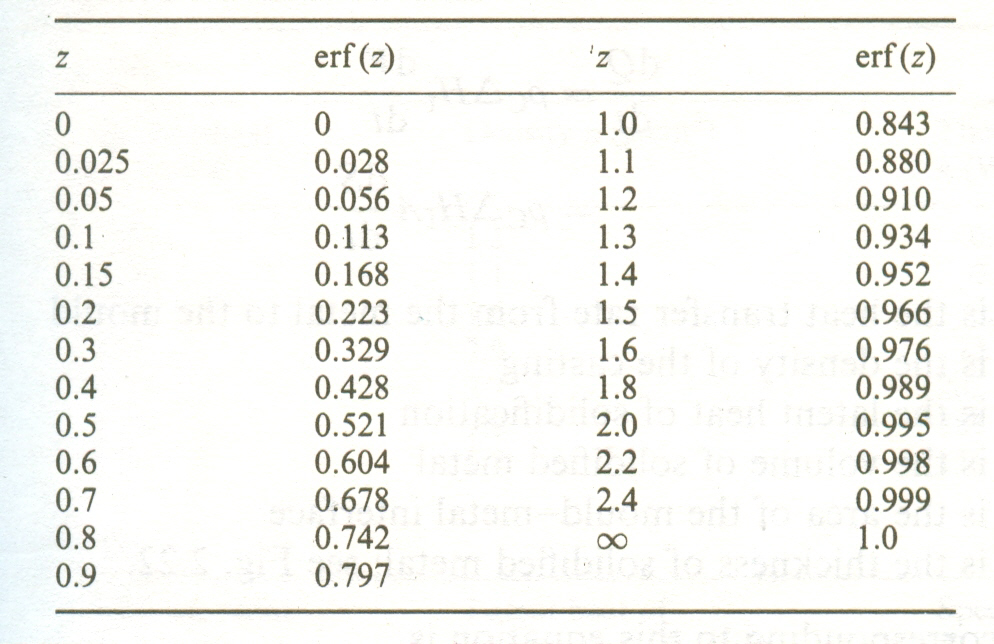 z erf (z) z erf (z)
0 0 1.0 0.843
0.025 0.028 1.1 0.880
0.05 0.056 1.2 0.910
0.1 0.113 1.3 0.934
0.15 0.168 1.4 0.952
0.2 0.223 1.5 0.966
0.3 0.329 1.6 0.976
0.4 0.428 1.8 0.989
0.5 0.521 2.0 0.995
0.6 0.604 2.2 0.998
0.7 0.678 2.4 0.999
0.8 0.742 ∞ 1.0
0.9 0.797